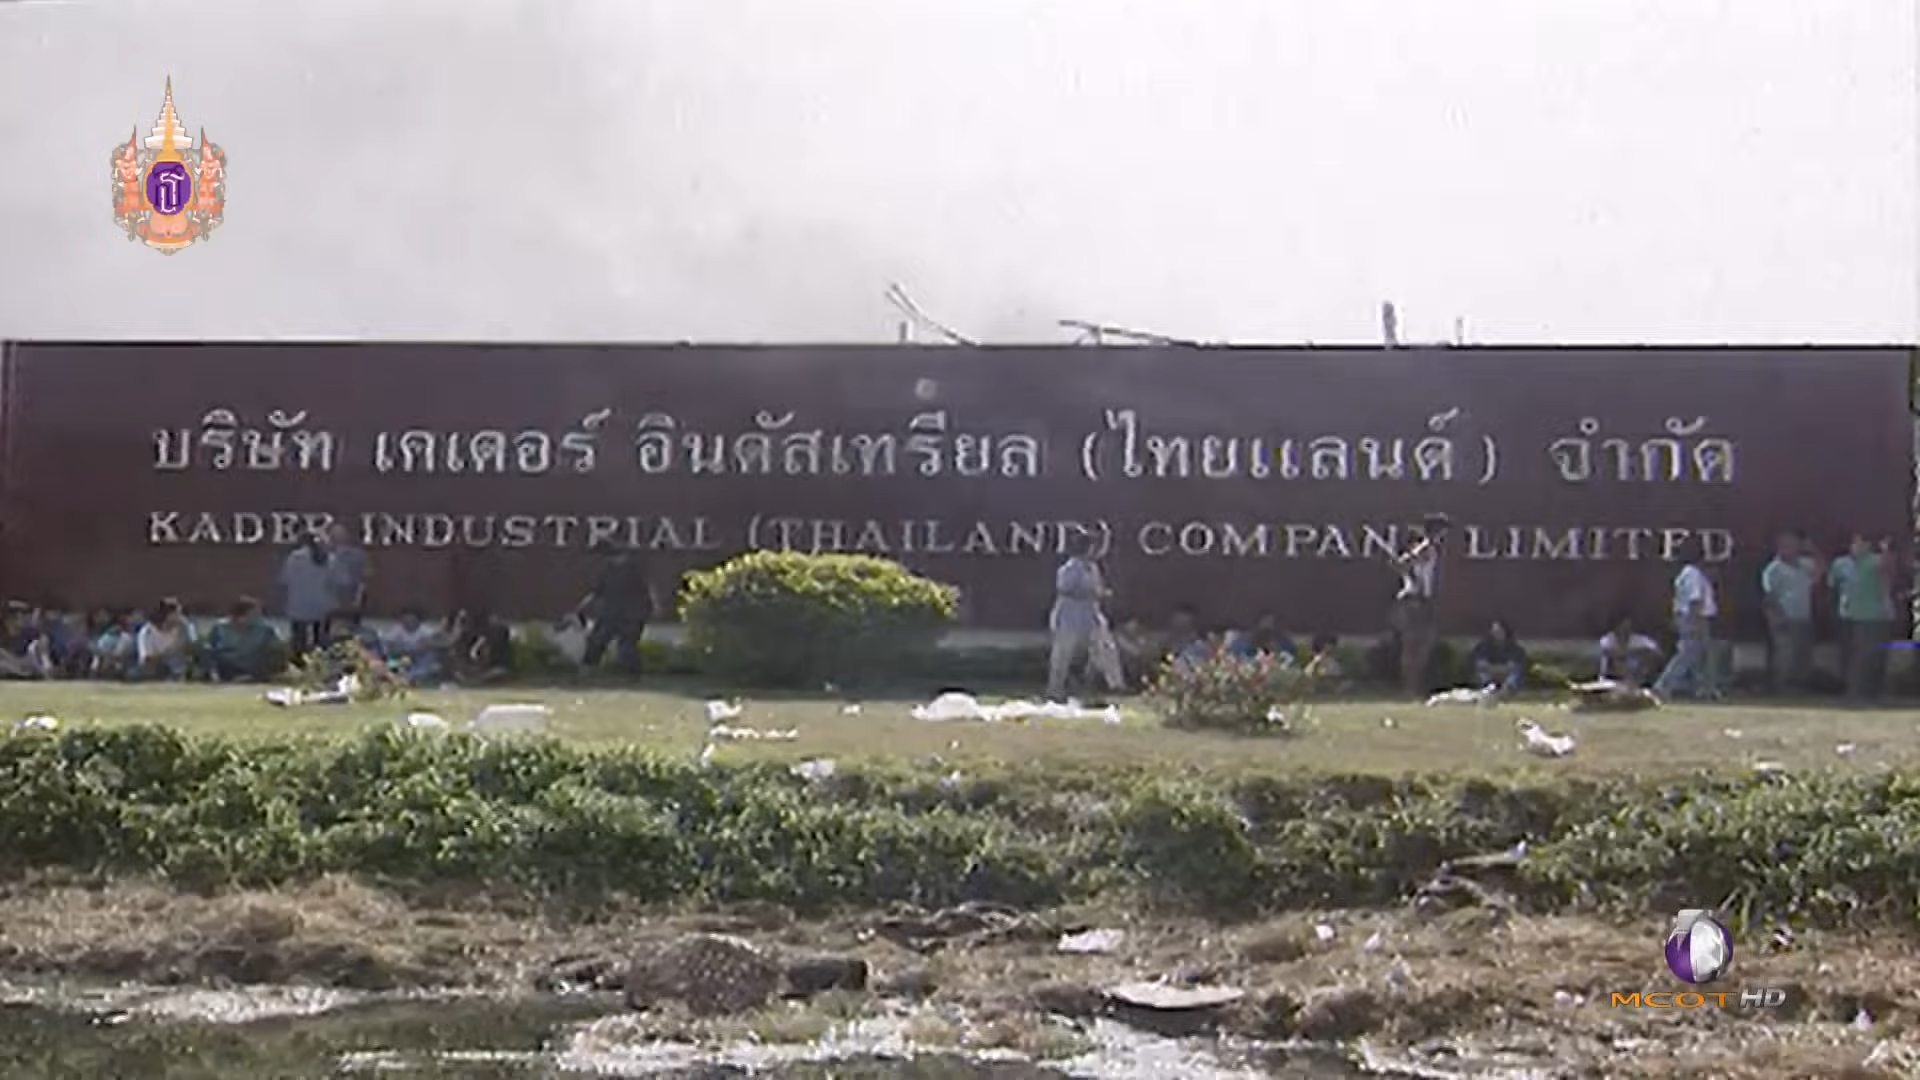 บริษัท เคเดอร์ อินดัสเทรียล (ไทยแลนด์) จำกัด
KADER INDUSTRIAL (THAILAND) COMPANY LIMITED
MCOT HD